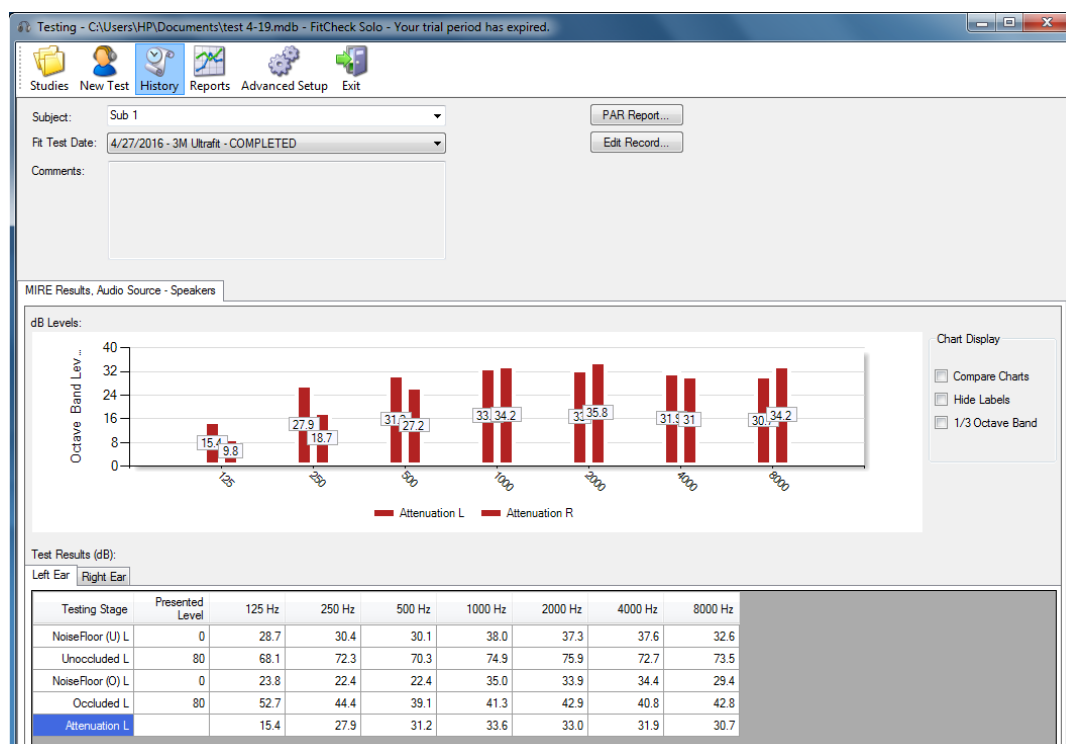 Testing - C:\Users\HP\Documents\test 4-19.mdb - FitCheck Solo - Your trial period has expired.
Studies New Test History Reports Advanced Setup Exit
Subject: Sub 1 PAR Report...
Fit Test Date: 4/27/2016 - 3M Ultrafit - COMPLETED Edit Record...
Comments:
MIRE Results, Audio Source - Speakers
dB Levels:
Octave Band Lev...
40
32
24
16
8
0
15.4 9.8 27.9 18.7 27.2 34.2 35.8 31.9 31 34.2
125 250 500 1000 2000 4000 8000
Attenuation L Attenuation R
Chart Display
Compare Charts
Hide Labels
1/3 Octave Band
Test Results (dB):
Left Ear Right Ear
Testing Stage Presented Level 125 Hz 250 Hz 500 Hz 1000 Hz 2000 Hz 4000 Hz 8000 Hz
NoiseFloor (U) L 0 28.7 30.4 30.1 38.0 37.3 37.6 32.6
Unoccluded L 80 68.1 72.3 70.3 74.9 75.9 72.7 73.5
NoiseFloor (O) L 0 23.8 22.4 22.4 35.0 33.9 34.4 29.4
Occluded L 80 52.7 44.4 39.1 41.3 42.9 40.8 42.8
Attenuation L 15.4 27.9 31.2 33.6 33.0 31.9 30.7